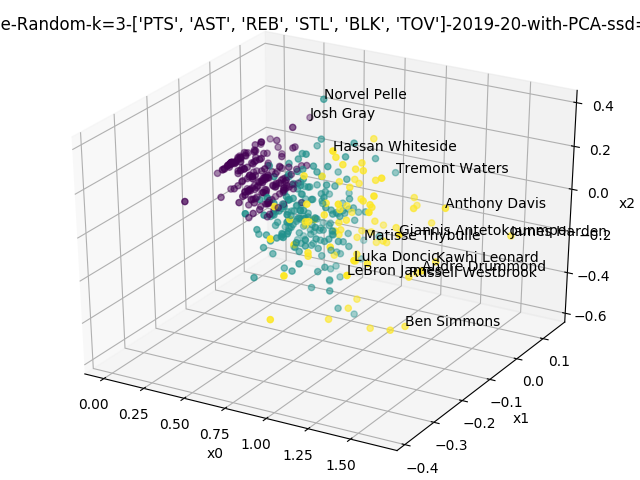 e-Random-k=3-['PTS', 'AST', 'REB', 'STL', 'BLK', 'TOV']-2019-20-with-PCA-ssd=
Norvel Pelle
Josh Gray
Hassan Whiteside
Tremont Waters
Anthony Davis
Giannis Antetokounmpo
James Harden
Matisse Thybulle
Luka Doncic
Kawhi Leonard
LeBron James
Andre Drummond
Russell Westbrook
Ben Simmons
0.4
0.2
0.0
−0.2
−0.4
−0.6
x2
0.1
0.0
−0.1
−0.2
−0.3
−0.4
x1
0.00
0.25
0.50
0.75
1.00
1.25
1.50
x0